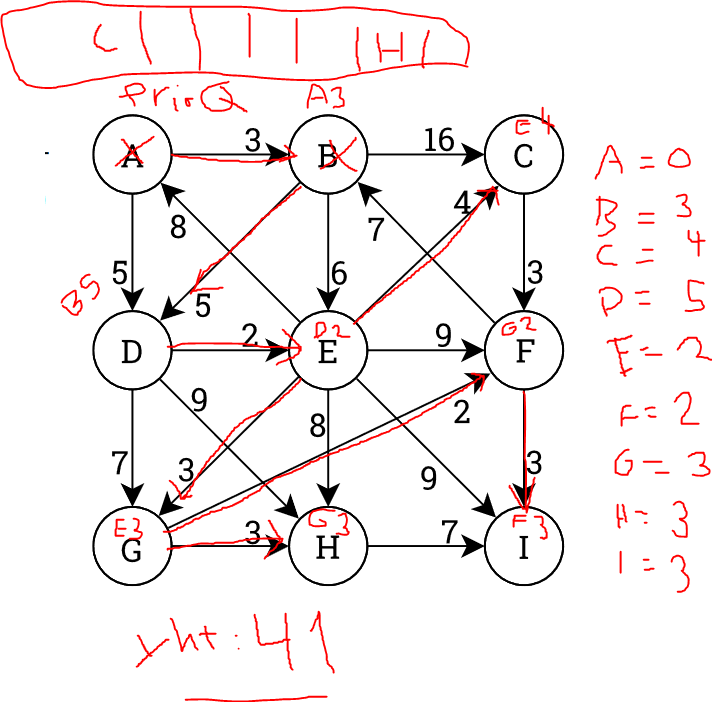 C | | | | | H |
PrioQ A3
A 3 B 16 C E4
A = 0
B = 3
C = 4
D = 5
E = 2
F = 2
G = 3
H = 3
I = 3
8 4 7
5 5 6 3
B5
D 2 E D2 9 F G2
9 8 2
7 3 9 3
G E3 3 H G3 7 I F3
yht: 41